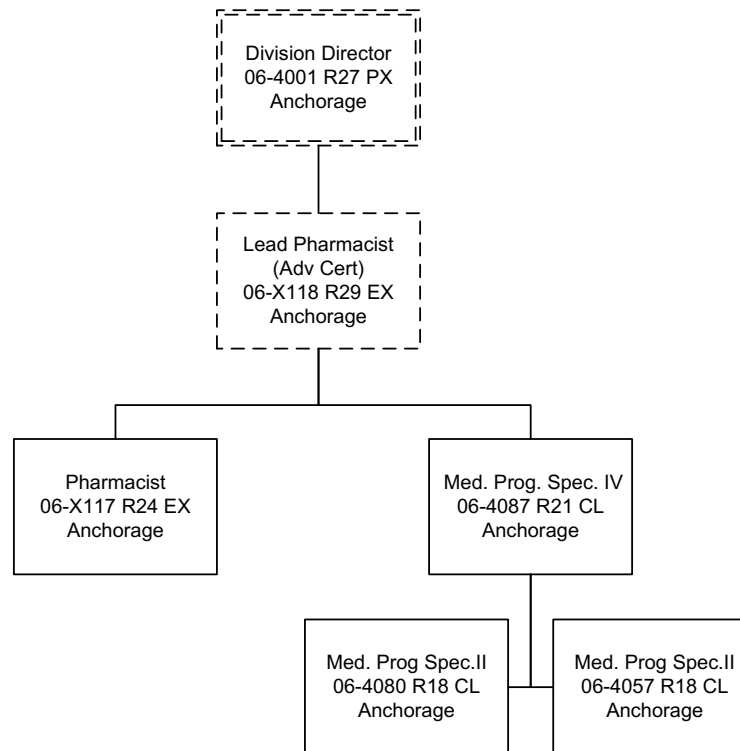 Division Director
06-4001 R27 PX
Anchorage
Lead Pharmacist
(Adv Cert)
06-X118 R29 EX
Anchorage
Pharmacist
06-X117 R24 EX
Anchorage
Med. Prog. Spec. IV
06-4087 R21 CL
Anchorage
Med. Prog Spec.II
06-4080 R18 CL
Anchorage
Med. Prog Spec.II
06-4057 R18 CL
Anchorage